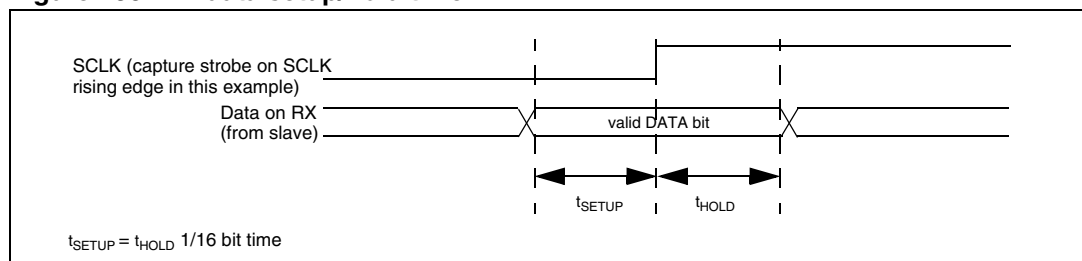 SCLK (capture strobe on SCLK
rising edge in this example)
Data on RX
(from slave)
valid DATA bit
tSETUP
tHOLD
tSETUP = tHOLD 1/16 bit time